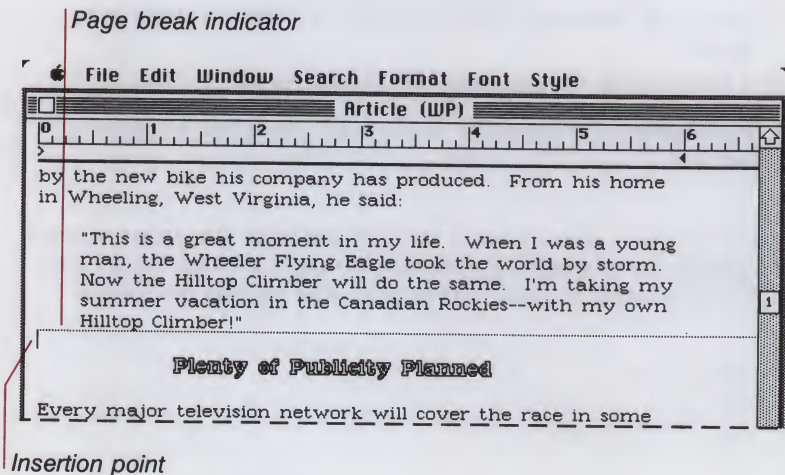 Page break indicator
File Edit Window Search Format Font Style
Article (WP)
0 1 2 3 4 5 6
by the new bike his company has produced. From his home
in Wheeling, West Virginia, he said:
"This is a great moment in my life. When I was a young
man, the Wheeler Flying Eagle took the world by storm.
Now the Hilltop Climber will do the same. I'm taking my
summer vacation in the Canadian Rockies--with my own
Hilltop Climber!"
1
Plenty of Publicity Planned
Every major television network will cover the race in some
Insertion point